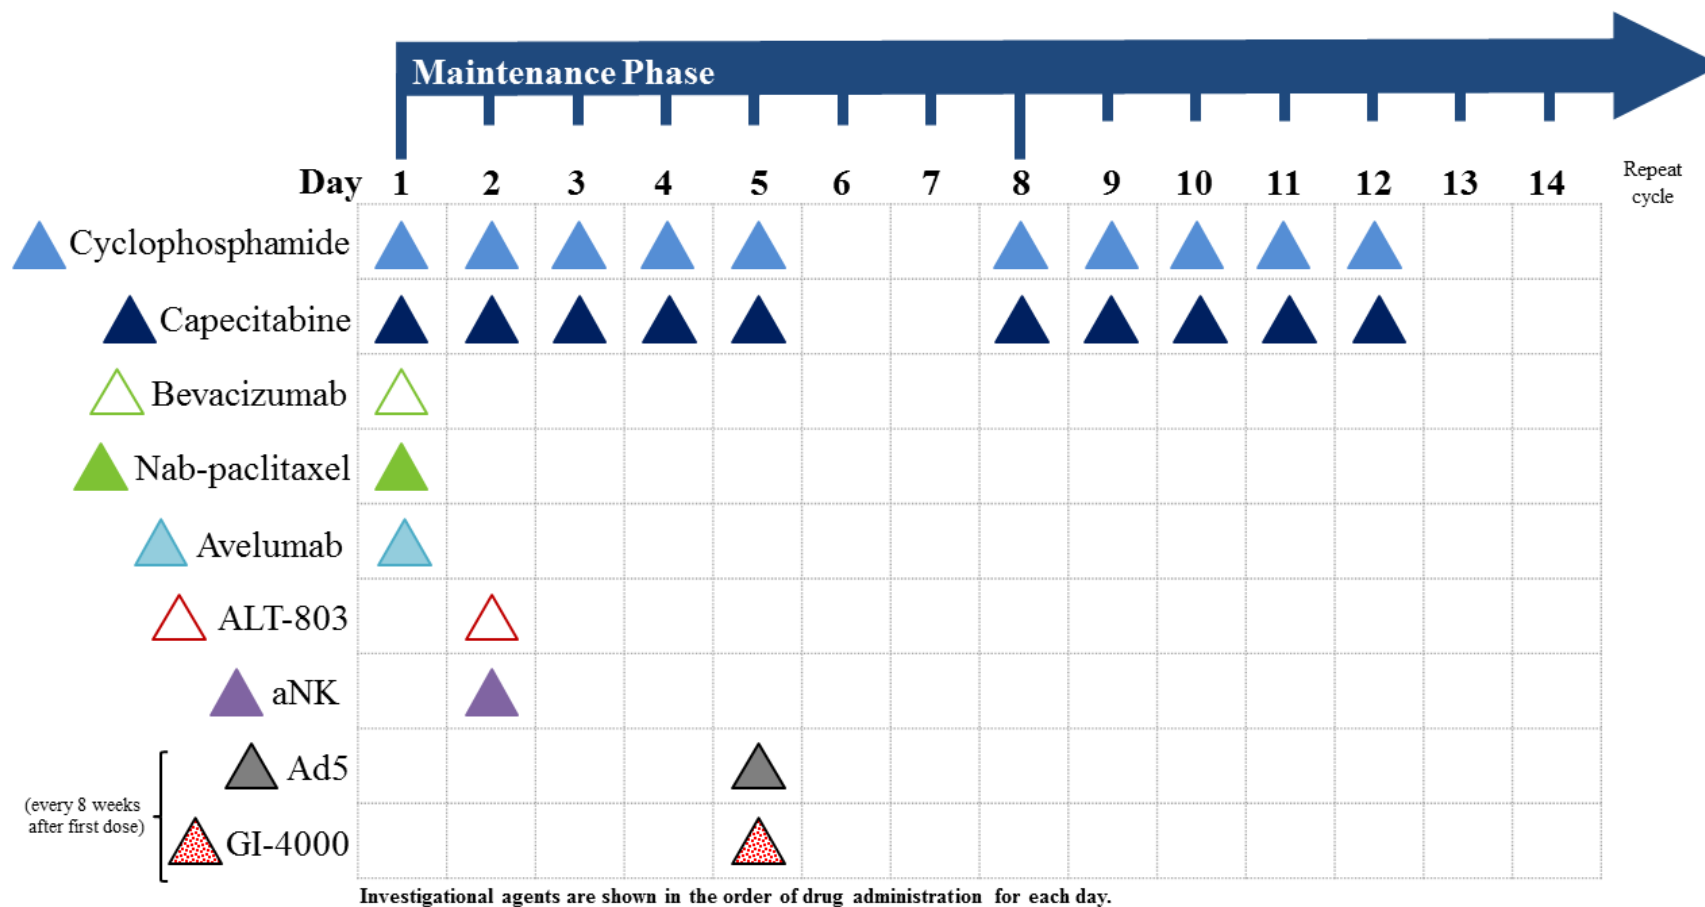 Maintenance Phase
Day 1 2 3 4 5 6 7 8 9 10 11 12 13 14
Repeat
cycle
Cyclophosphamide
Capecitabine
Bevacizumab
Nab-paclitaxel
Avelumab
ALT-803
aNK
Ad5
(every 8 weeks
after first dose)
GI-4000
Investigational agents are shown in the order of drug administration for each day.